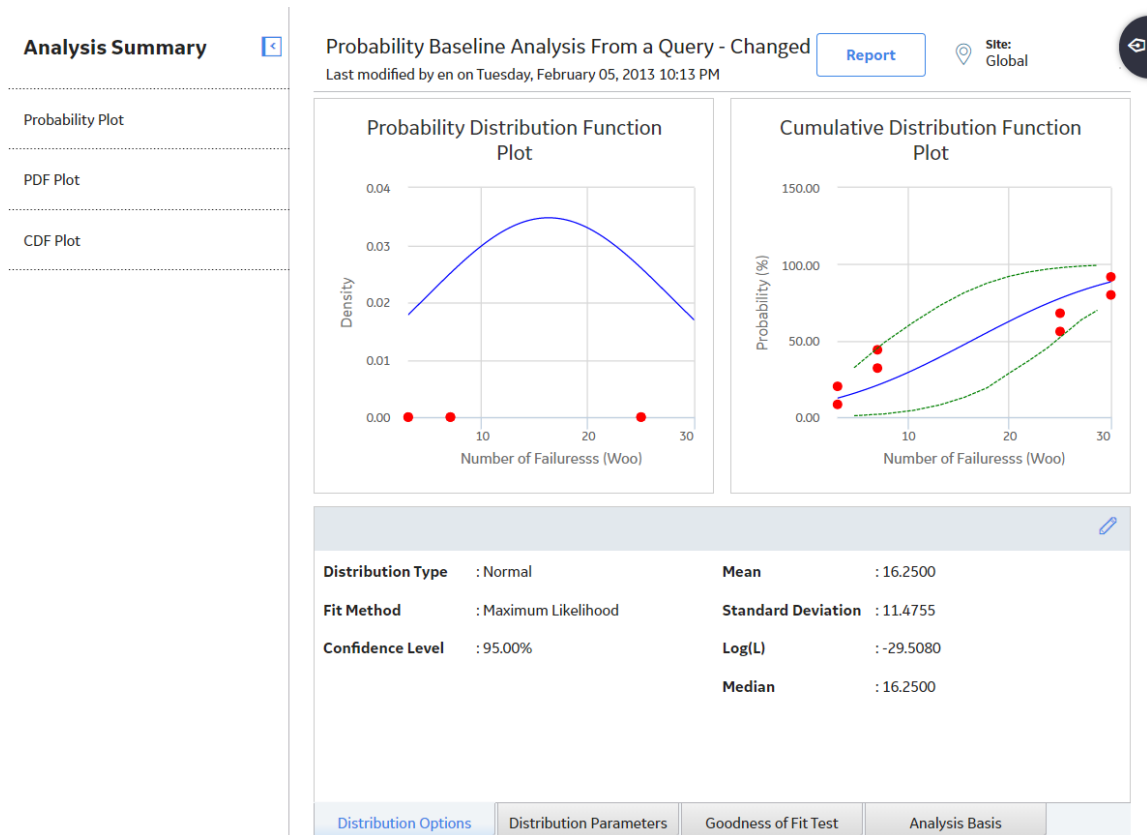 Analysis Summary
Probability Plot
PDF Plot
CDF Plot
Probability Baseline Analysis From a Query - Changed
Last modified by en on Tuesday, February 05, 2013 10:13 PM
Report
Site:
Global
Probability Distribution Function
Plot
0.04
0.03
0.02
0.01
0.00
Density
10
20
30
Number of Failuresss (Woo)
Cumulative Distribution Function
Plot
150.00
100.00
50.00
0.00
Probability (%)
10
20
30
Number of Failuresss (Woo)
Distribution Type : Normal
Fit Method : Maximum Likelihood
Confidence Level : 95.00%
Mean : 16.2500
Standard Deviation : 11.4755
Log(L) : -29.5080
Median : 16.2500
Distribution Options
Distribution Parameters
Goodness of Fit Test
Analysis Basis